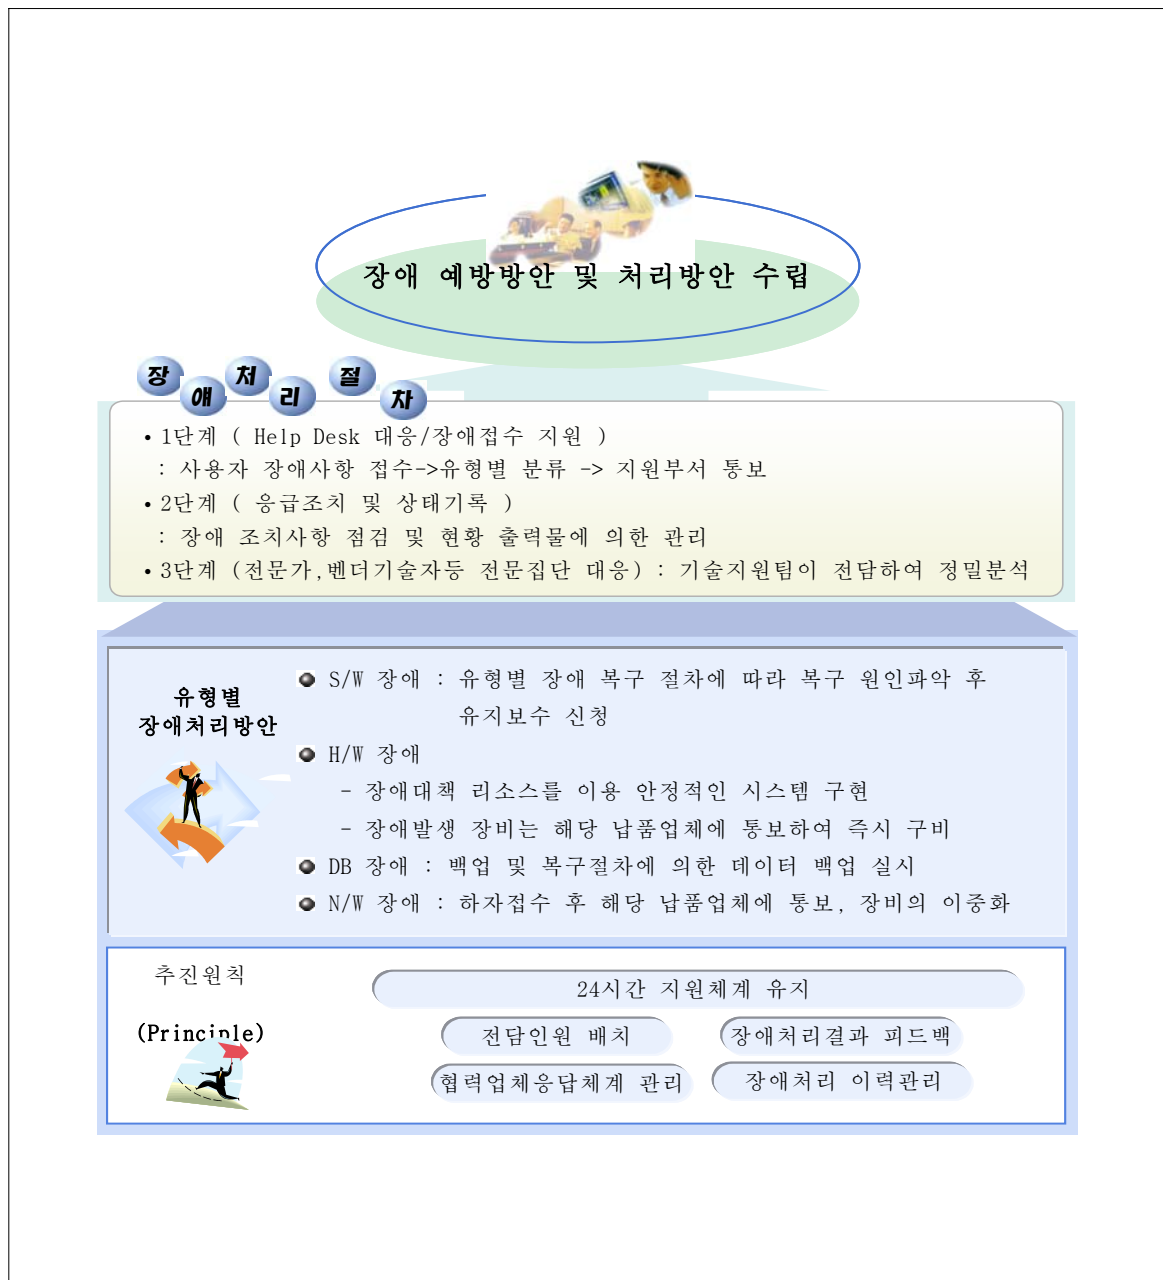 장애 예방방안 및 처리방안 수립
장애처리 절차
• 1단계 ( Help Desk 대응/장애접수 지원 )
: 사용자 장애사항 접수->유형별 분류 -> 지원부서 통보
• 2단계 ( 응급조치 및 상태기록 )
: 장애 조치사항 점검 및 현황 출력물에 의한 관리
• 3단계 (전문가,벤더기술자등 전문집단 대응) : 기술지원팀이 전담하여 정밀분석
유형별
장애처리방안
S/W 장애 : 유형별 장애 복구 절차에 따라 복구 원인파악 후
유지보수 신청
H/W 장애
- 장애대책 리소스를 이용 안정적인 시스템 구현
- 장애발생 장비는 해당 납품업체에 통보하여 즉시 구비
DB 장애 : 백업 및 복구절차에 의한 데이터 백업 실시
N/W 장애 : 하자접수 후 해당 납품업체에 통보, 장비의 이중화
추진원칙
(Principle)
24시간 지원체계 유지
전담인원 배치
장애처리결과 피드백
협력업체응답체계 관리
장애처리 이력관리